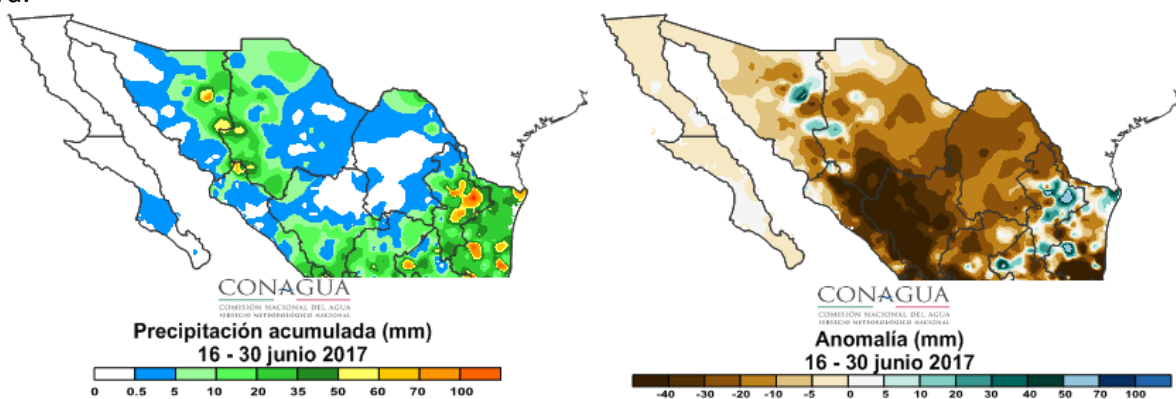 CONAGUA
COMISIÓN NACIONAL DEL AGUA
SERVICIO METEOROLÓGICO NACIONAL
Precipitación acumulada (mm)
16 - 30 junio 2017
0 0.5 5 10 20 35 50 60 70 100
CONAGUA
COMISIÓN NACIONAL DEL AGUA
SERVICIO METEOROLÓGICO NACIONAL
Anomalía (mm)
16 - 30 junio 2017
-40 -30 -20 -10 -5 0 5 10 20 30 40 50 70 100